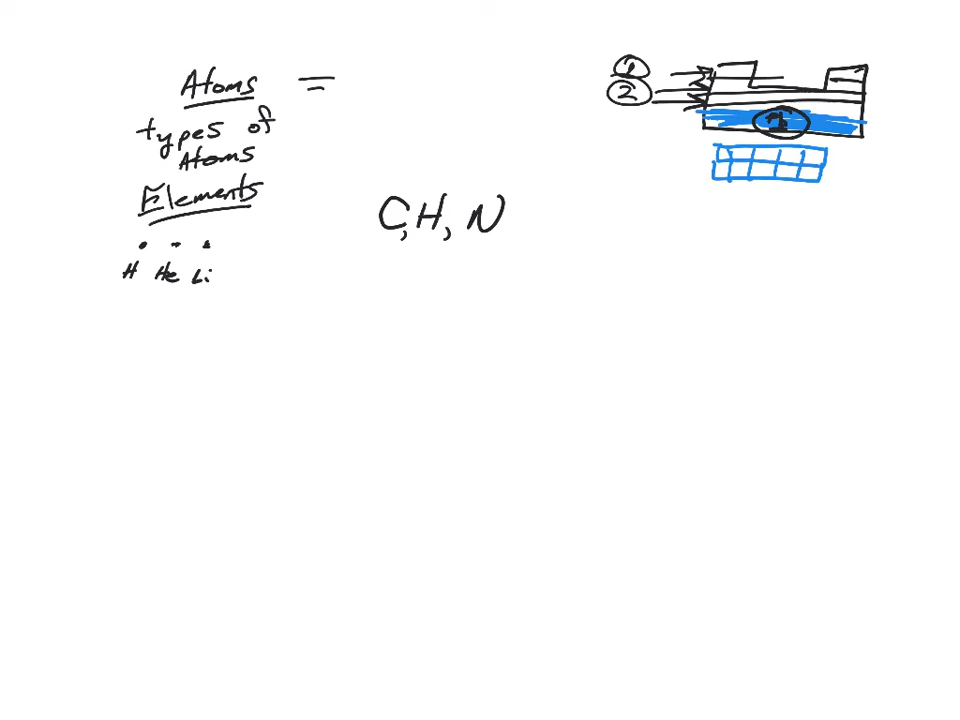 Atoms =
types of
Atoms
Elements
H He Li
C, H, N
1
2